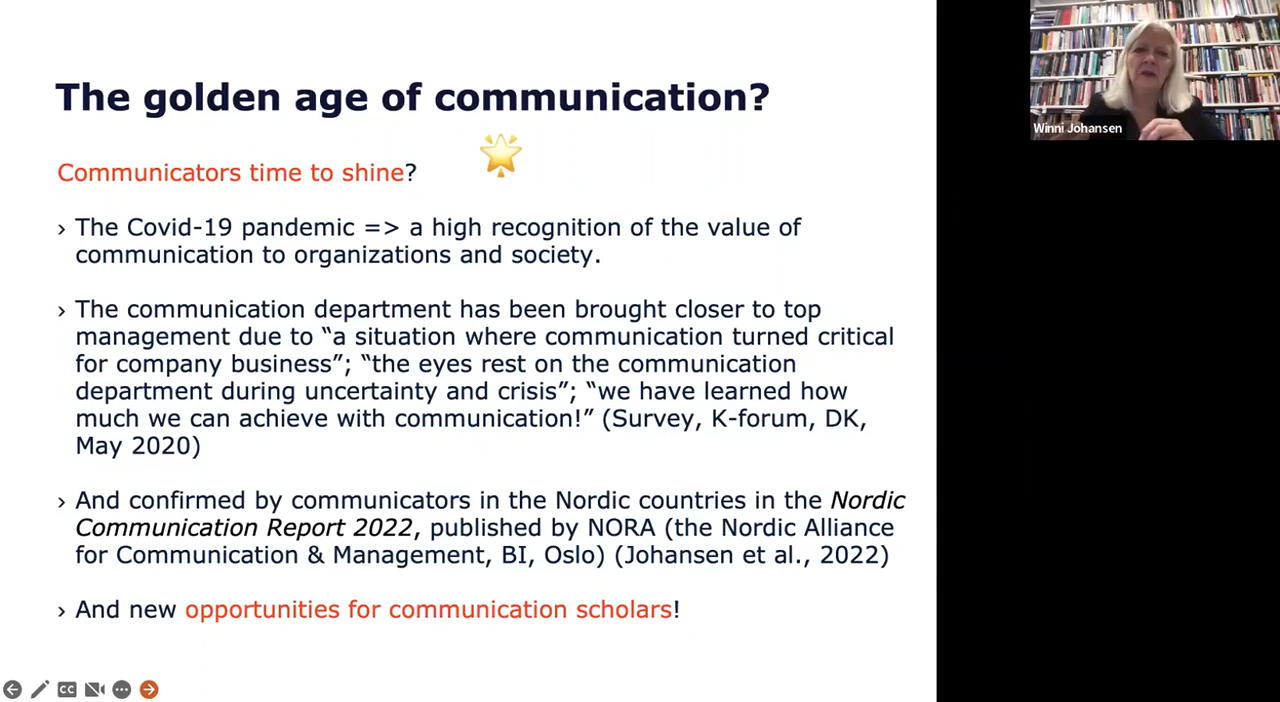 The golden age of communication?
Communicators time to shine?
› The Covid-19 pandemic => a high recognition of the value of
communication to organizations and society.
› The communication department has been brought closer to top
management due to “a situation where communication turned critical
for company business”; “the eyes rest on the communication
department during uncertainty and crisis”; “we have learned how
much we can achieve with communication!” (Survey, K-forum, DK,
May 2020)
› And confirmed by communicators in the Nordic countries in the Nordic
Communication Report 2022, published by NORA (the Nordic Alliance
for Communication & Management, BI, Oslo) (Johansen et al., 2022)
› And new opportunities for communication scholars!
CC
Winni Johansen